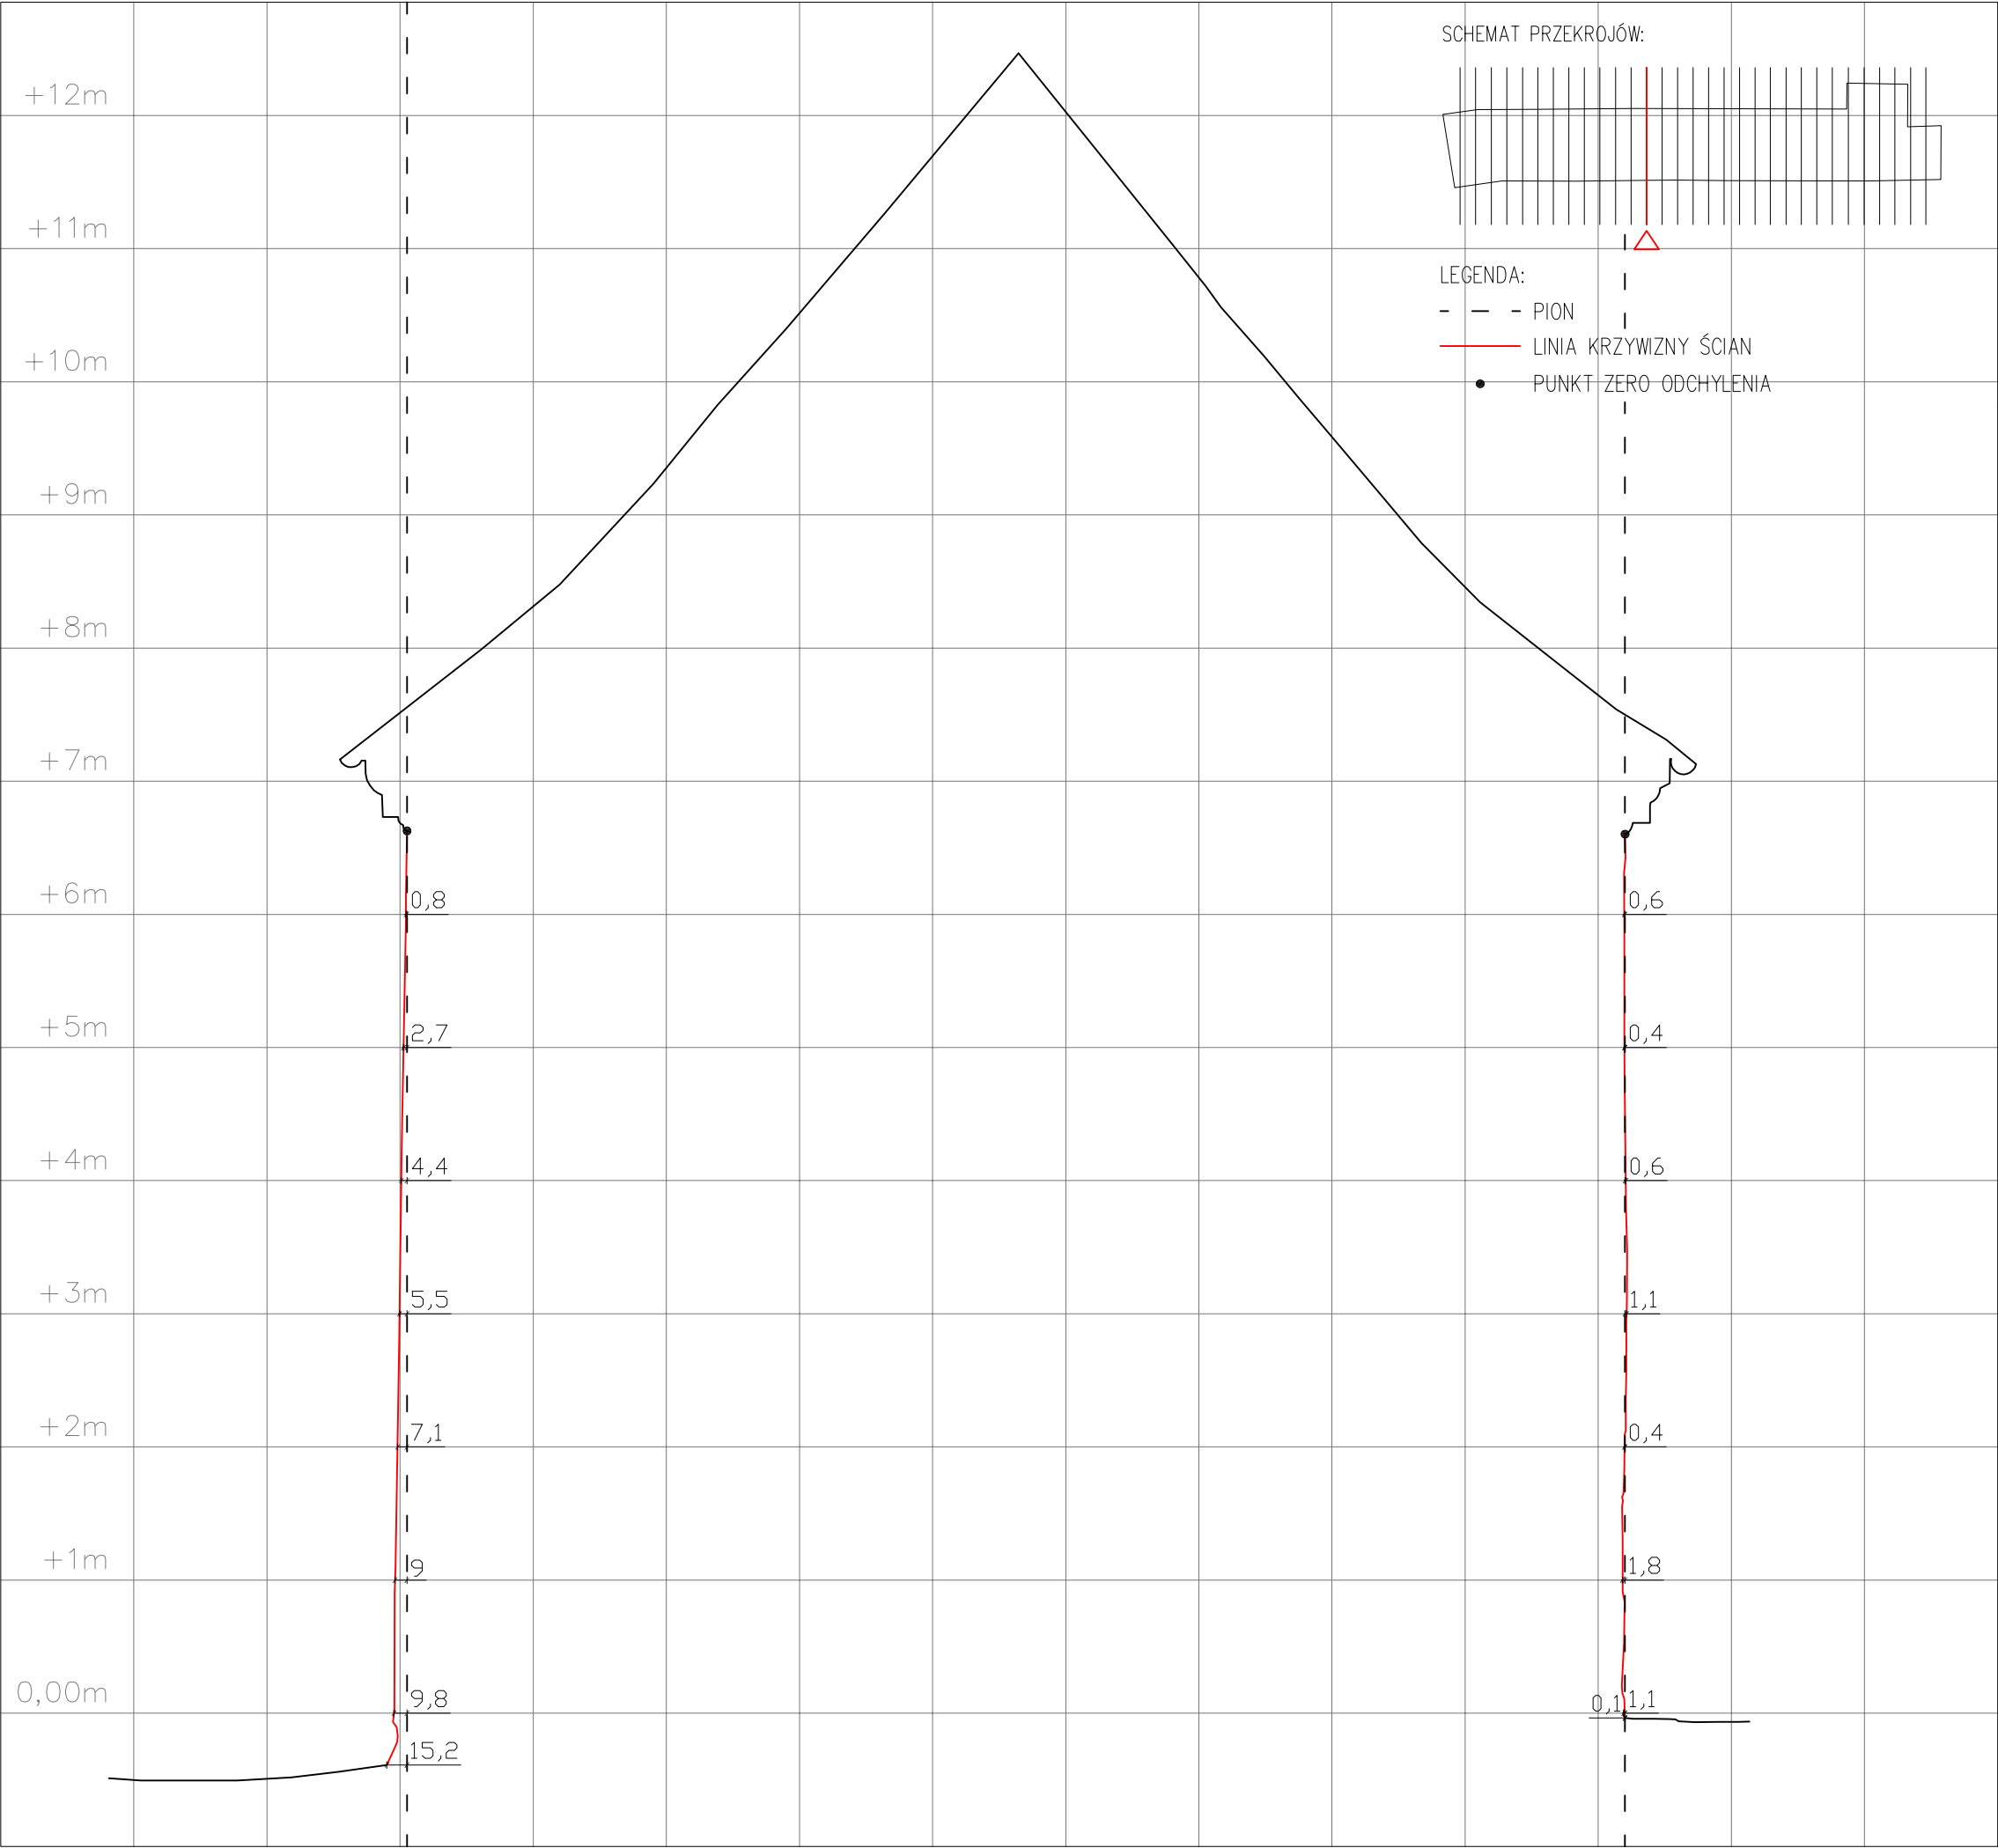 SCHEMAT PRZEKROJÓW:
+12m
+11m
LEGENDA:
PION
LINIA KRZYWIZNY ŚCIAN
+10m
PUNKT ZERO ODCHYLENIA
+9m
+8m
+7m
+6m 0,8 0,6
+5m 2,7 0,4
+4m 4,4 0,6
+3m 5,5 1,1
+2m 7,1 0,4
+1m 9 1,8
0,00m 9,8 0,1 1,1
15,2